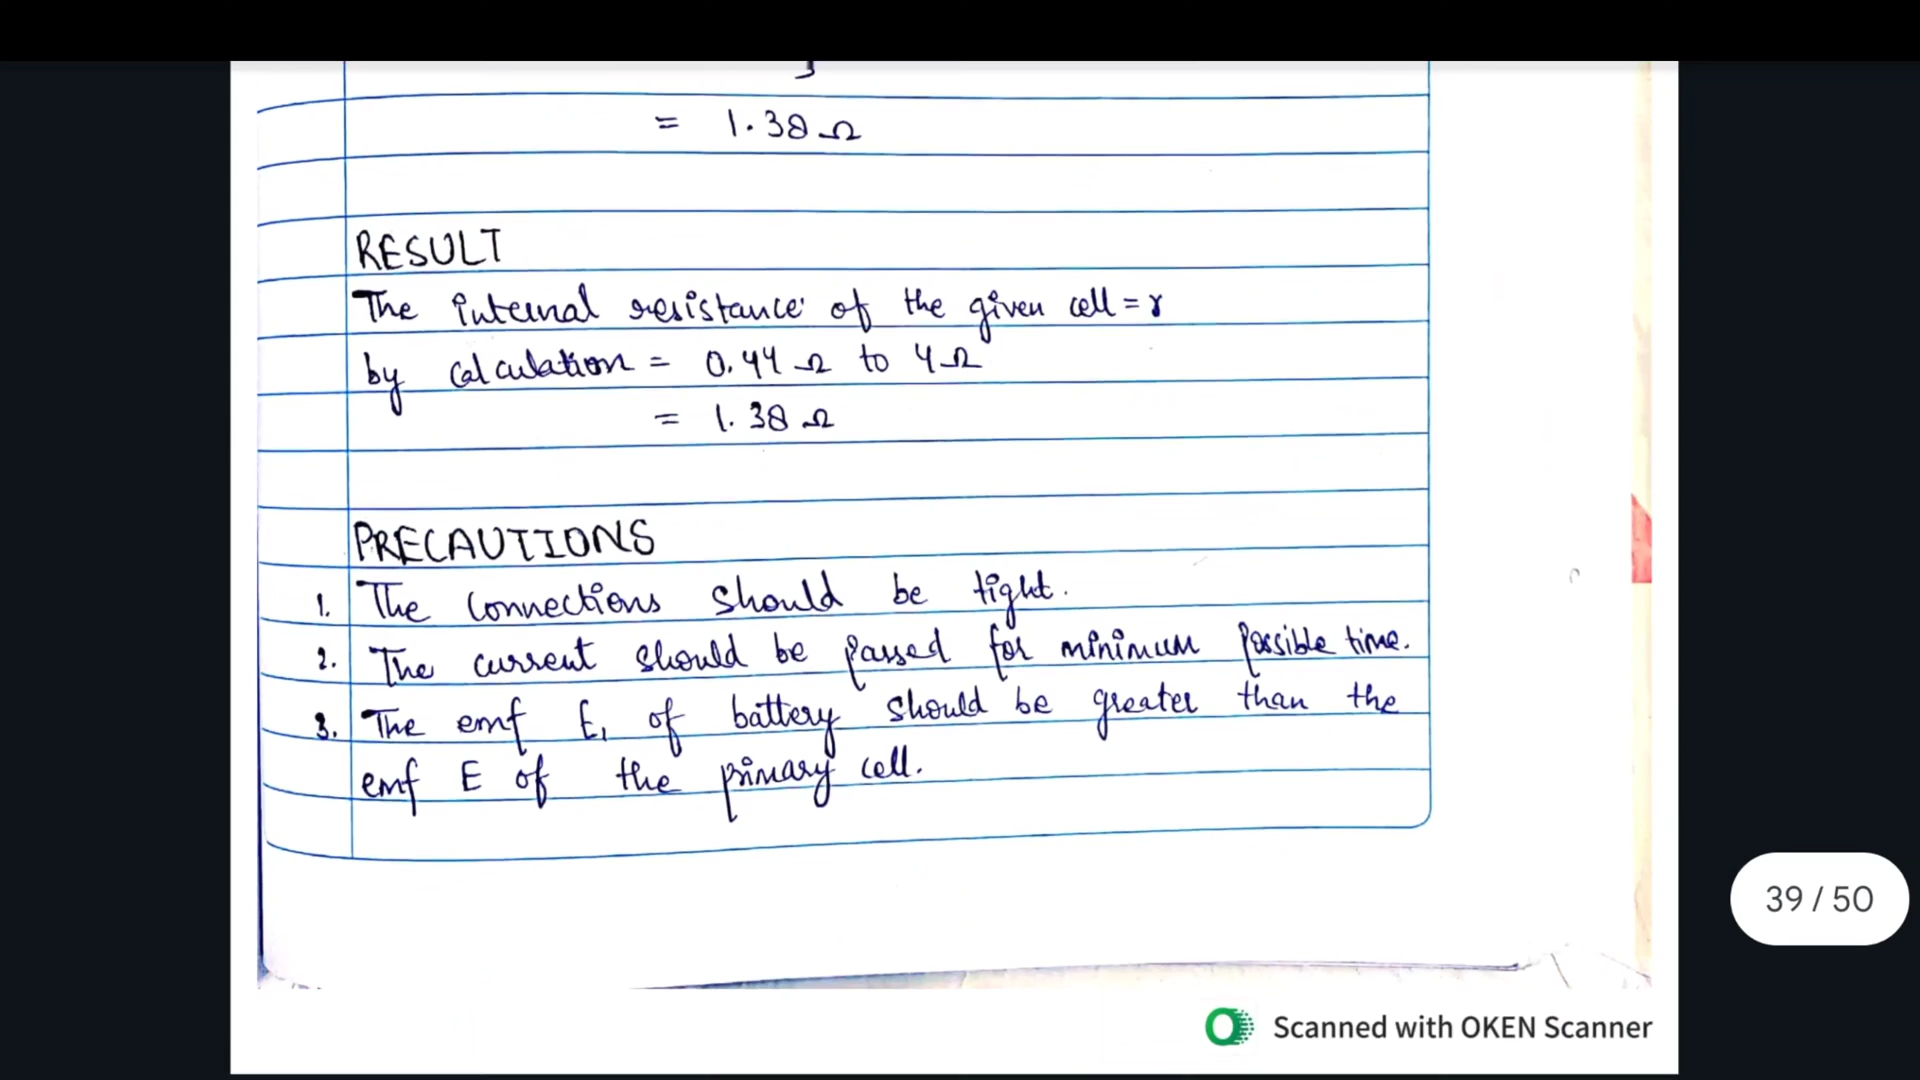 3
= 1.38 Ω
RESULT
The internal resistance of the given cell = r
by calculation = 0.44 Ω to 4 Ω
= 1.38 Ω
PRECAUTIONS
1. The connections should be tight.
2. The current should be passed for minimum possible time.
3. The emf E₁ of battery should be greater than the
emf E of the primary cell.
39 / 50
Scanned with OKEN Scanner